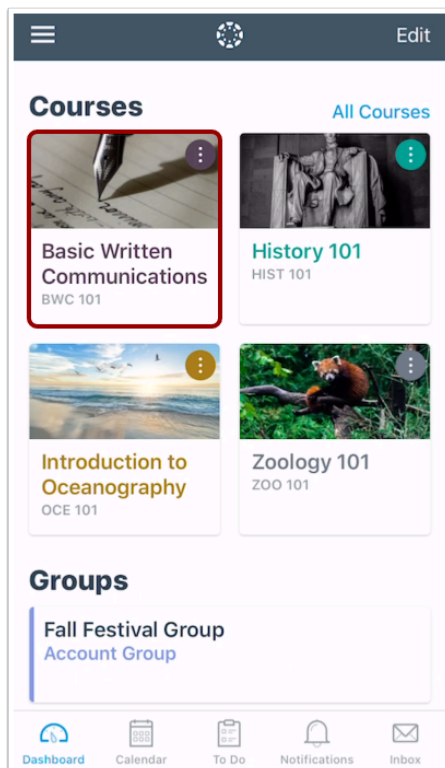 Edit
Courses
All Courses
Basic Written
Communications
BWC 101
History 101
HIST 101
Introduction to
Oceanography
OCE 101
Zoology 101
ZOO 101
Groups
Fall Festival Group
Account Group
Dashboard
Calendar
To Do
Notifications
Inbox